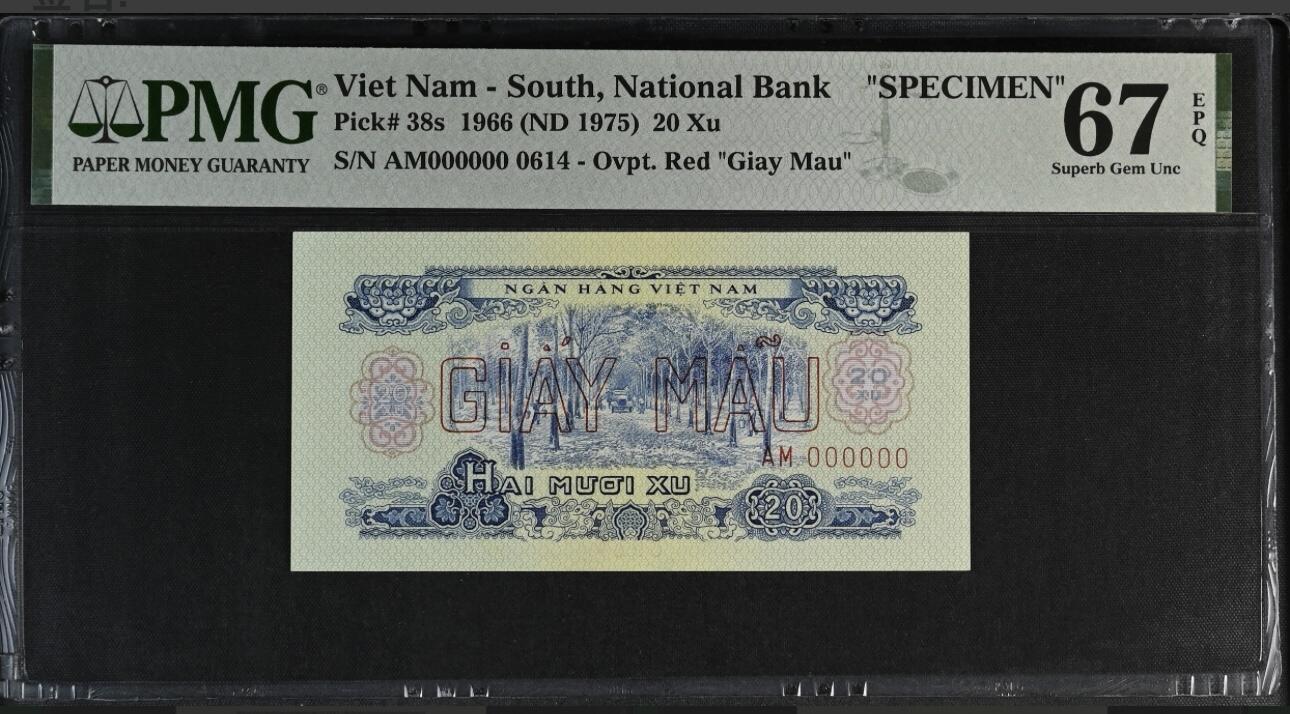 PMG®
PAPER MONEY GUARANTY
Viet Nam - South, National Bank "SPECIMEN"
Pick# 38s 1966 (ND 1975) 20 Xu
S/N AM000000 0614 - Ovpt. Red "Giay Mau"
67
EPQ
Superb Gem Unc
NGÂN HÀNG VIỆT NAM
GIẤY MẪU
20
20
XU
AM 000000
HAI MƯƠI XU
20